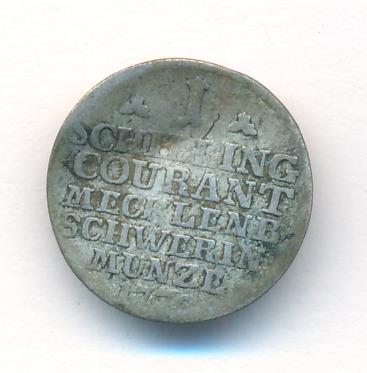 1
SCHILLING
COURANT
MECKLENB
SCHWERIN
MUNZE